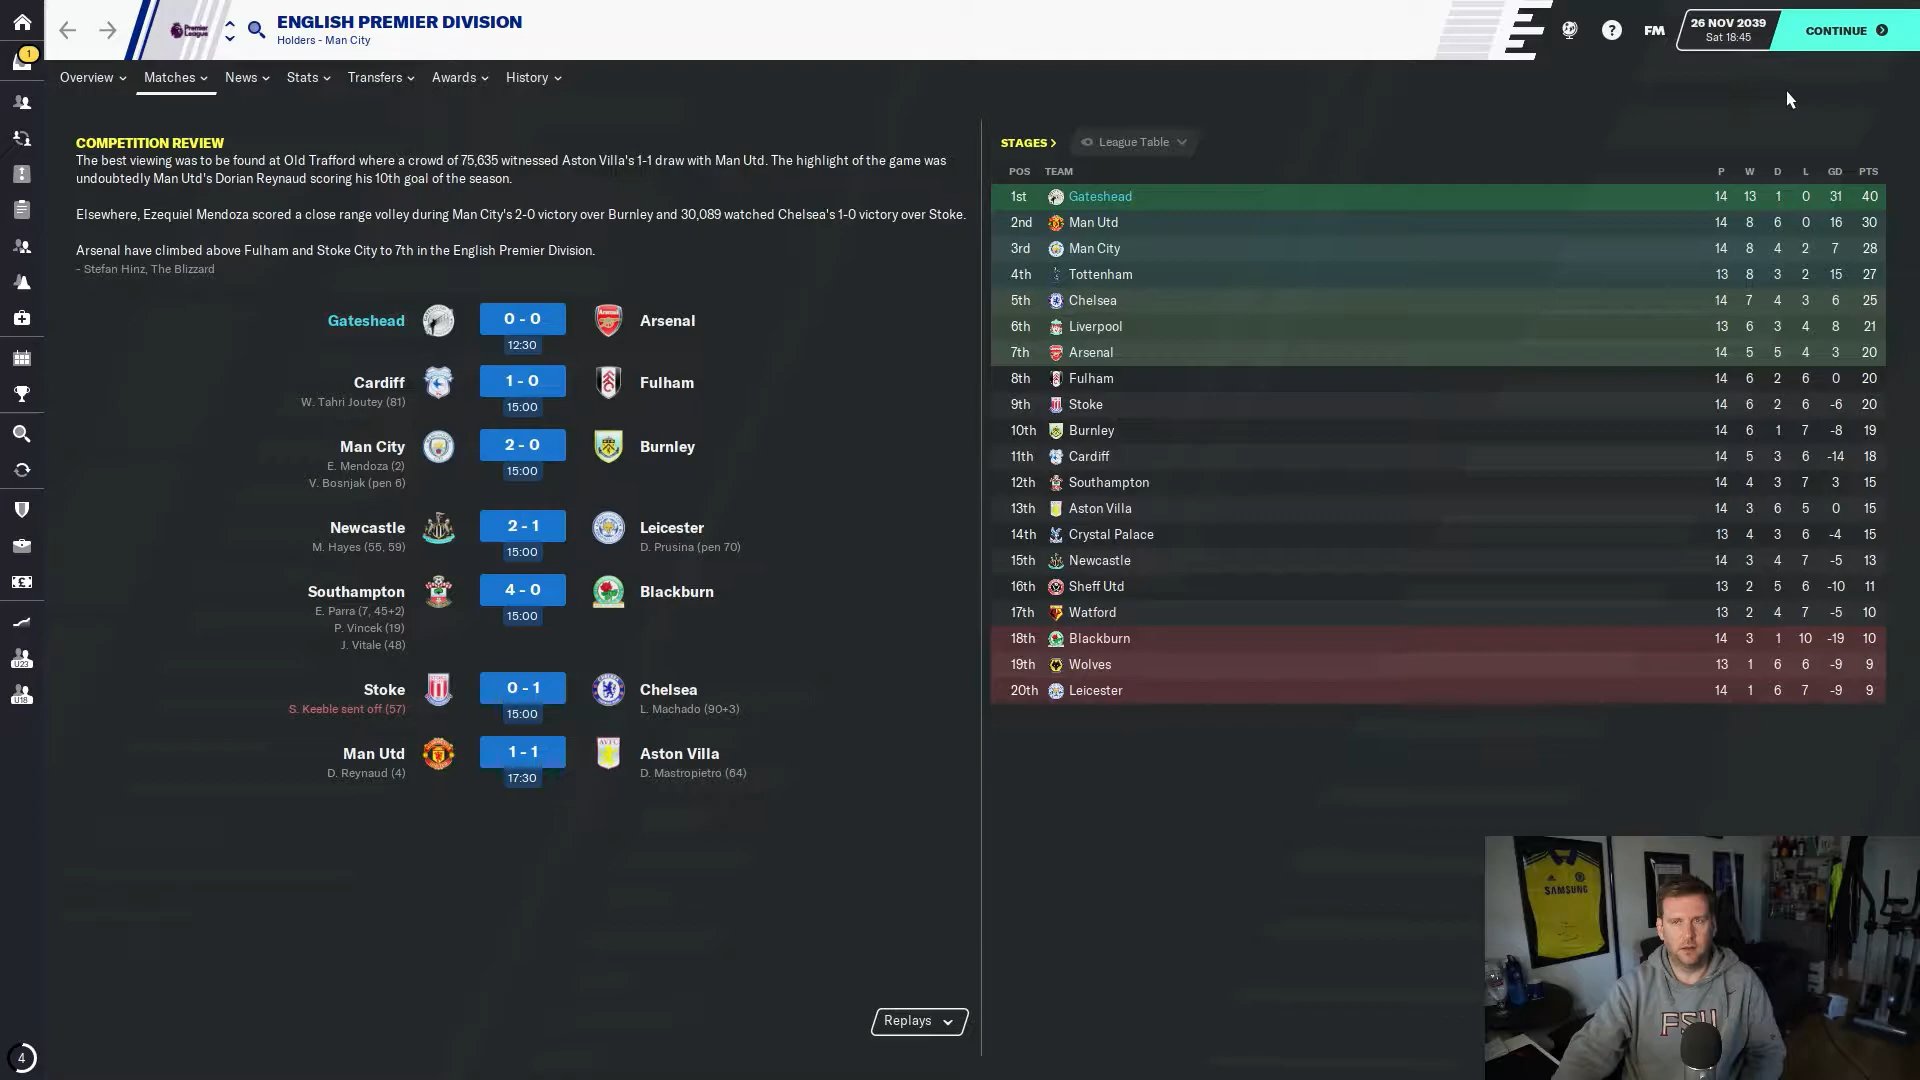 ENGLISH PREMIER DIVISION
Holders - Man City
Premier League
FM
26 NOV 2039
Sat 18:45
CONTINUE
1
Overview
Matches
News
Stats
Transfers
Awards
History
COMPETITION REVIEW
The best viewing was to be found at Old Trafford where a crowd of 75,635 witnessed Aston Villa's 1-1 draw with Man Utd. The highlight of the game was
undoubtedly Man Utd's Dorian Reynaud scoring his 10th goal of the season.
Elsewhere, Ezequiel Mendoza scored a close range volley during Man City's 2-0 victory over Burnley and 30,089 watched Chelsea's 1-0 victory over Stoke.
Arsenal have climbed above Fulham and Stoke City to 7th in the English Premier Division.
- Stefan Hinz, The Blizzard
Gateshead 0 - 0 Arsenal
12:30
Cardiff 1 - 0 Fulham
W. Tahri Joutey (81) 15:00
Man City 2 - 0 Burnley
E. Mendoza (2) 15:00
V. Bosnjak (pen 6)
Newcastle 2 - 1 Leicester
M. Hayes (55, 59) 15:00 D. Prusina (pen 70)
Southampton 4 - 0 Blackburn
E. Parra (7, 45+2) 15:00
P. Vincek (19)
J. Vitale (48)
Stoke 0 - 1 Chelsea
S. Keeble sent off (57) 15:00 L. Machado (90+3)
Man Utd 1 - 1 Aston Villa
D. Reynaud (4) 17:30 D. Mastropietro (64)
Replays
STAGES > League Table
POS TEAM P W D L GD PTS
1st Gateshead 14 13 1 0 31 40
2nd Man Utd 14 8 6 0 16 30
3rd Man City 14 8 4 2 7 28
4th Tottenham 13 8 3 2 15 27
5th Chelsea 14 7 4 3 6 25
6th Liverpool 13 6 3 4 8 21
7th Arsenal 14 5 5 4 3 20
8th Fulham 14 6 2 6 0 20
9th Stoke 14 6 2 6 -6 20
10th Burnley 14 6 1 7 -8 19
11th Cardiff 14 5 3 6 -14 18
12th Southampton 14 4 3 7 3 15
13th Aston Villa 14 3 6 5 0 15
14th Crystal Palace 13 4 3 6 -4 15
15th Newcastle 14 3 4 7 -5 13
16th Sheff Utd 13 2 5 6 -10 11
17th Watford 13 2 4 7 -5 10
18th Blackburn 14 3 1 10 -19 10
19th Wolves 13 1 6 6 -9 9
20th Leicester 14 1 6 7 -9 9
U23
U18
4
SAMSUNG
FSU